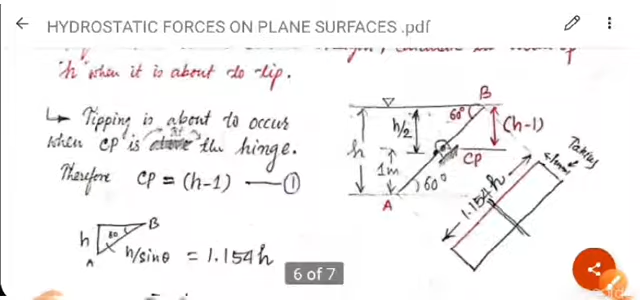 HYDROSTATIC FORCES ON PLANE SURFACES .pdf
"h" when it is about to tip.
↳ Tipping is about to occur
when CP is at the hinge.
Therefore CP = (h-1) —①
h
60
B
A
h/sinθ = 1.154h
B
60°
h/2
(h-1)
h
1m
CP
60°
A
1.154h
Taking
6 of 7